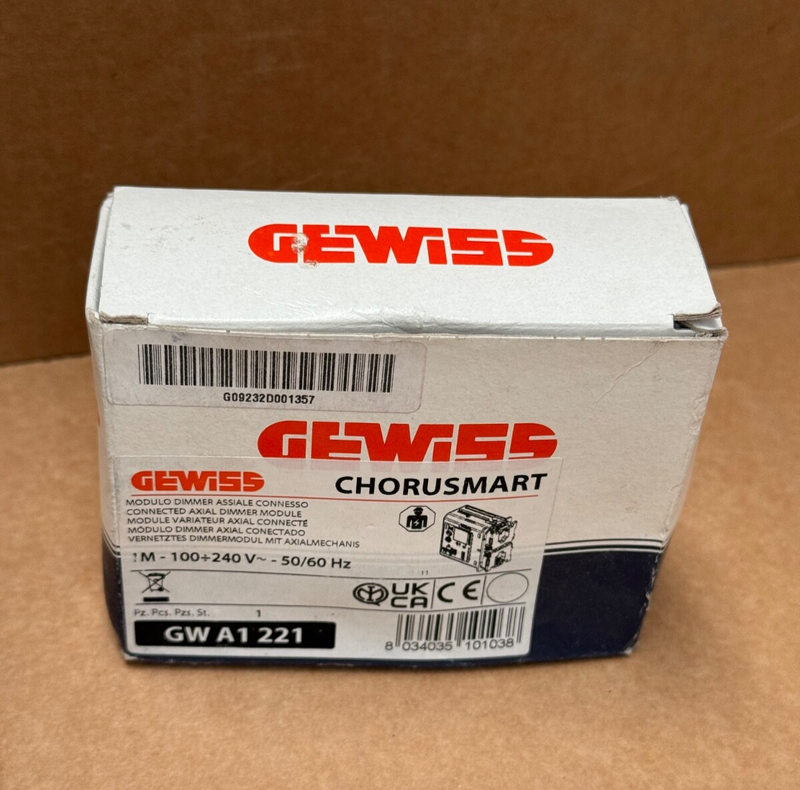 GEWISS
G09232D001357
GEWISS
GEWISS
CHORUSMART
MODULO DIMMER ASSIALE CONNESSO
CONNECTED AXIAL DIMMER MODULE
MODULE VARIATEUR AXIAL CONNECTÉ
MÓDULO DIMMER AXIAL CONECTADO
VERNETZTES DIMMERMODUL MIT AXIALMECHANIS
1M - 100÷240 V~ - 50/60 Hz
UK
CA
CE
Pz. Pcs. Pzs. St. 1
GW A1 221
8 034035 101038